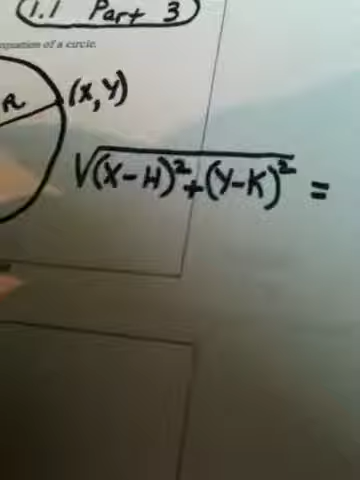 1.1 Part 3
equation of a circle.
R (X, Y)
√(X-H)²+(Y-K)² =